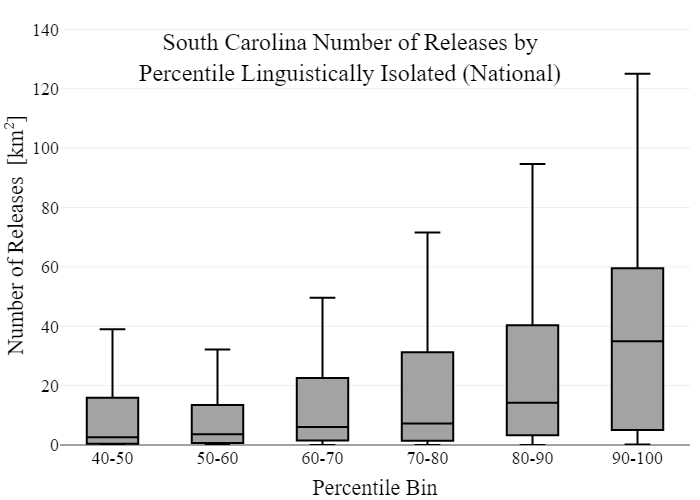 South Carolina Number of Releases by
Percentile Linguistically Isolated (National)
Number of Releases [km²]
140
120
100
80
60
40
20
0
40-50 50-60 60-70 70-80 80-90 90-100
Percentile Bin